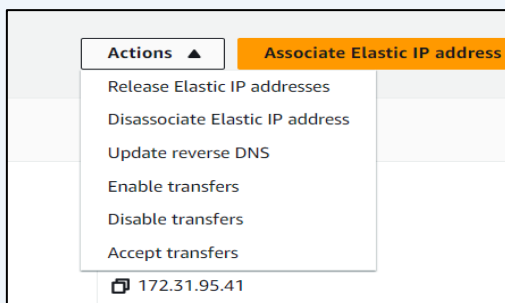 Actions ▲ Associate Elastic IP address
Release Elastic IP addresses
Disassociate Elastic IP address
Update reverse DNS
Enable transfers
Disable transfers
Accept transfers
172.31.95.41